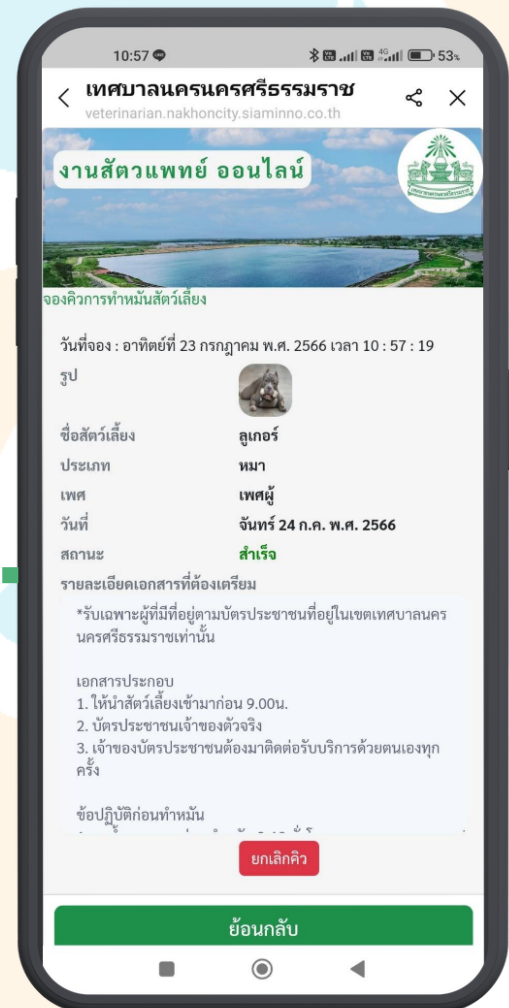 10:57
4G
53%
เทศบาลนครนครศรีธรรมราช
veterinarian.nakhoncity.siaminno.co.th
งานสัตวแพทย์ ออนไลน์
จองคิวการทำหมันสัตว์เลี้ยง
วันที่จอง : อาทิตย์ที่ 23 กรกฎาคม พ.ศ. 2566 เวลา 10 : 57 : 19
รูป
ชื่อสัตว์เลี้ยง ลูเกอร์
ประเภท หมา
เพศ เพศผู้
วันที่ จันทร์ 24 ก.ค. พ.ศ. 2566
สถานะ สำเร็จ
รายละเอียดเอกสารที่ต้องเตรียม
*รับเฉพาะผู้ที่มีที่อยู่ตามบัตรประชาชนที่อยู่ในเขตเทศบาลนคร
นครศรีธรรมราชเท่านั้น
เอกสารประกอบ
1. ให้นำสัตว์เลี้ยงเข้ามาก่อน 9.00น.
2. บัตรประชาชนเจ้าของตัวจริง
3. เจ้าของบัตรประชาชนต้องมาติดต่อรับบริการด้วยตนเองทุก
ครั้ง
ข้อปฏิบัติก่อนทำหมัน
ยกเลิกคิว
ย้อนกลับ